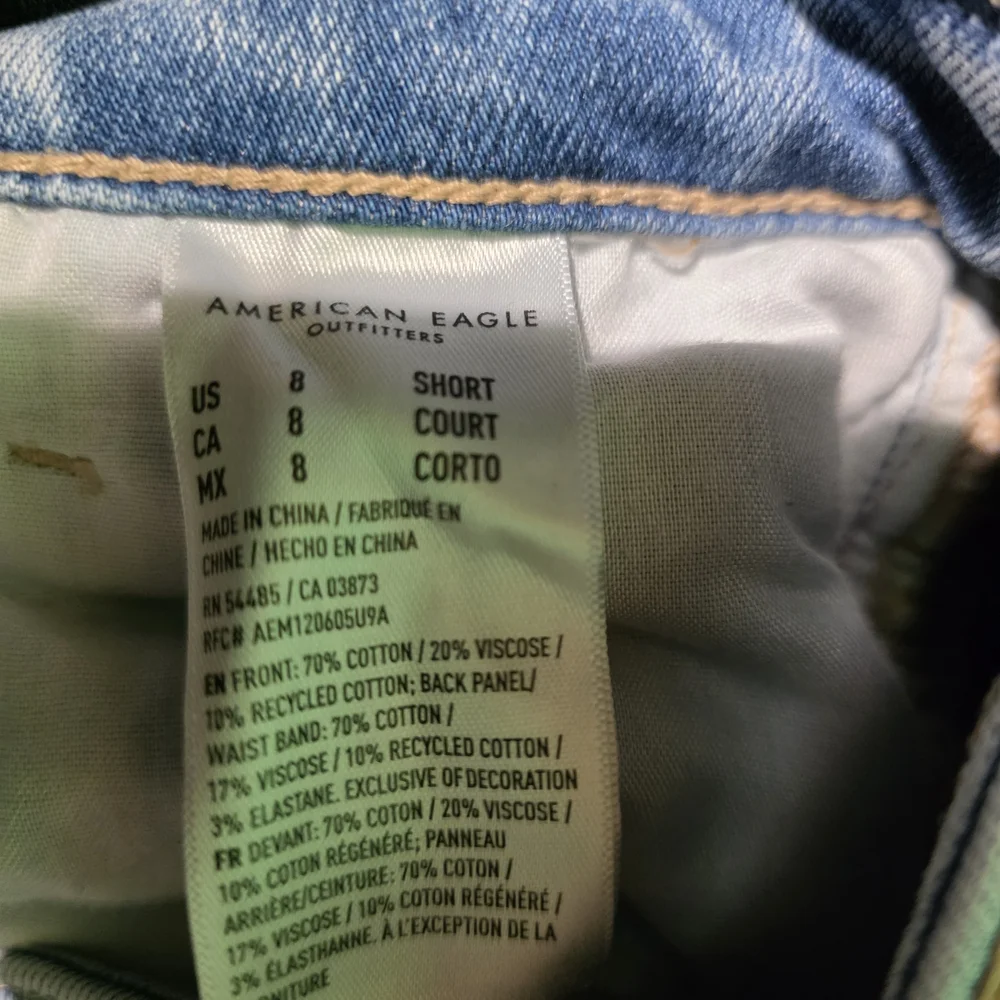 AMERICAN EAGLE
OUTFITTERS
US 8 SHORT
CA 8 COURT
MX 8 CORTO
MADE IN CHINA / FABRIQUÉ EN
CHINE / HECHO EN CHINA
RN 54485 / CA 03873
RFC# AEM120605U9A
EN FRONT: 70% COTTON / 20% VISCOSE /
10% RECYCLED COTTON; BACK PANEL/
WAIST BAND: 70% COTTON /
17% VISCOSE / 10% RECYCLED COTTON /
3% ELASTANE. EXCLUSIVE OF DECORATION
FR DEVANT: 70% COTON / 20% VISCOSE /
10% COTON RÉGÉNÉRÉ; PANNEAU
ARRIÈRE/CEINTURE: 70% COTON /
17% VISCOSE / 10% COTON RÉGÉNÉRÉ /
3% ÉLASTHANNE. À L'EXCEPTION DE LA